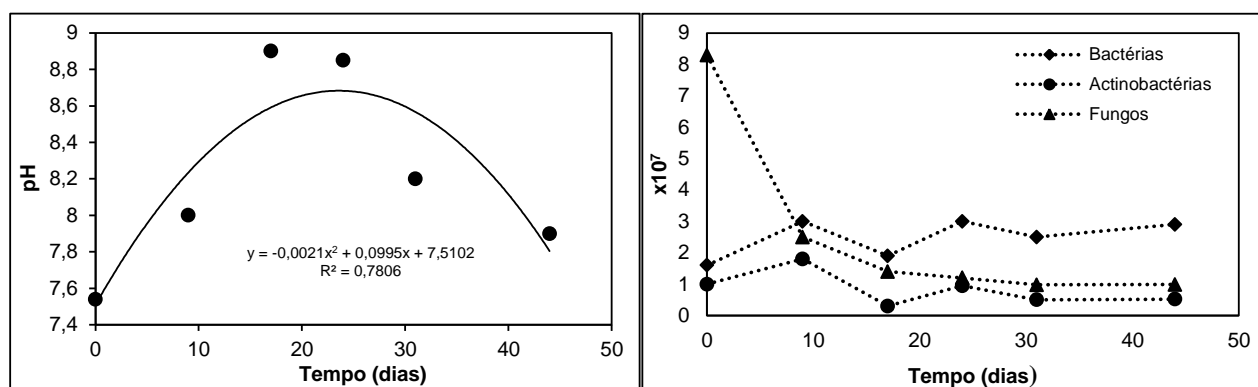 9
8,8
8,6
8,4
8,2
8
7,8
7,6
7,4
pH
y = -0,0021x² + 0,0995x + 7,5102
R² = 0,7806
0 10 20 30 40 50
Tempo (dias)
9
8
7
6
5
4
3
2
1
0
x10⁷
Bactérias
Actinobactérias
Fungos
0 10 20 30 40 50
Tempo (dias)